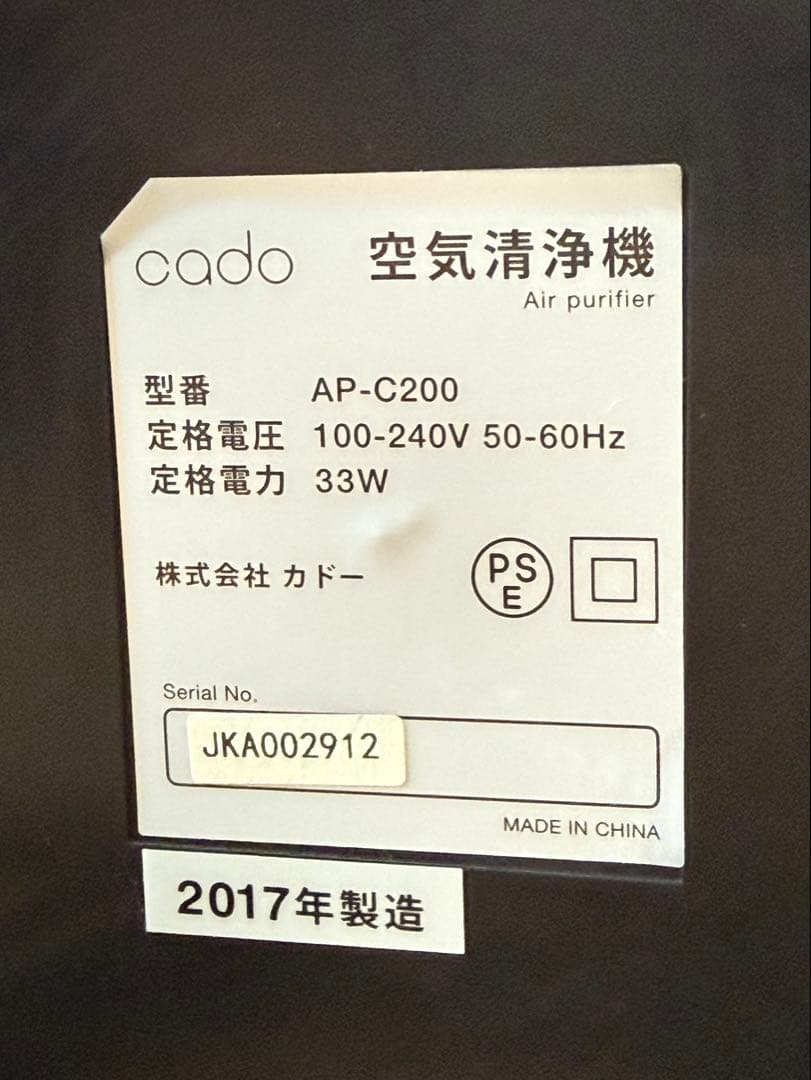 cado 空気清浄機
Air purifier
型番 AP-C200
定格電圧 100-240V 50-60Hz
定格電力 33W
株式会社 カドー
PS
E
Serial No.
JKA002912
MADE IN CHINA
2017年製造